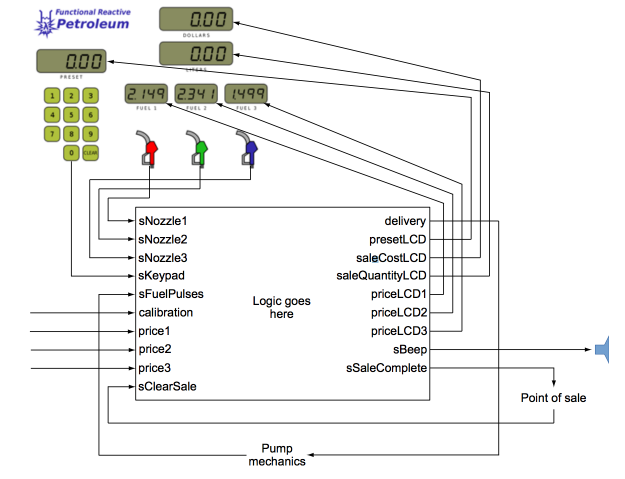 Functional Reactive
Petroleum
0.00
DOLLARS
0.00
LITERS
0.00
PRESET
2.149
2.341
1.499
FUEL 1
FUEL 2
FUEL 3
1 2 3
4 5 6
7 8 9
0 CLEAR
sNozzle1
sNozzle2
sNozzle3
sKeypad
sFuelPulses
calibration
price1
price2
price3
sClearSale
Logic goes
here
delivery
presetLCD
saleCostLCD
saleQuantityLCD
priceLCD1
priceLCD2
priceLCD3
sBeep
sSaleComplete
Point of sale
Pump
mechanics